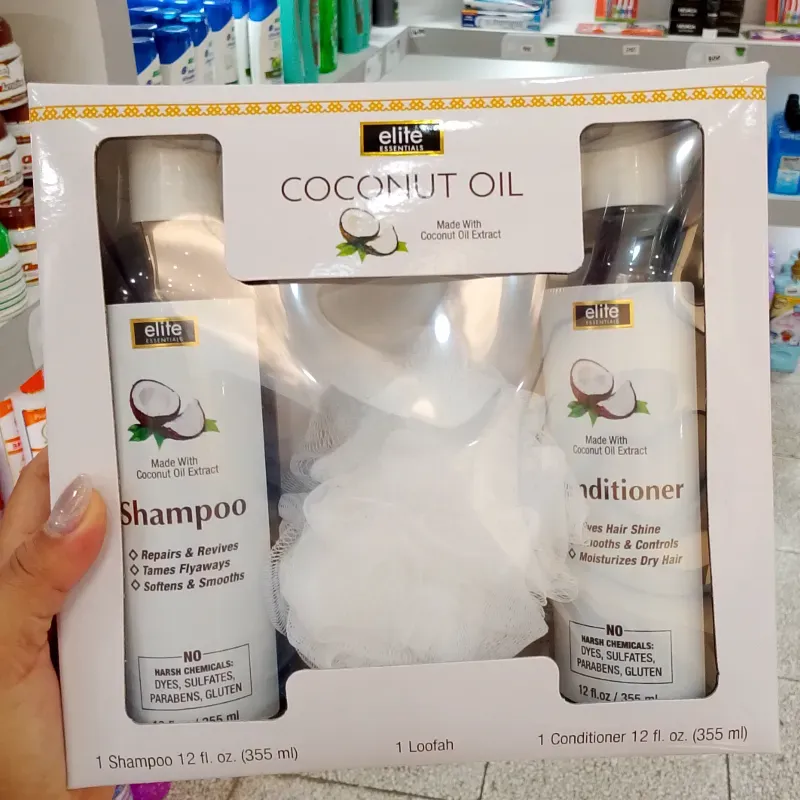 elite
ESSENTIALS
COCONUT OIL
Made With
Coconut Oil Extract
elite
ESSENTIALS
Made With
Coconut Oil Extract
Shampoo
◇ Repairs & Revives
◇ Tames Flyaways
◇ Softens & Smooths
NO
HARSH CHEMICALS:
DYES, SULFATES,
PARABENS, GLUTEN
355 ml
elite
ESSENTIALS
Made With
Coconut Oil Extract
nditioner
Hair Shine
& Controls
◇ Moisturizes Dry Hair
NO
HARSH CHEMICALS:
DYES, SULFATES,
PARABENS, GLUTEN
12 fl.oz / 355 ml
1 Shampoo 12 fl. oz. (355 ml)
1 Loofah
1 Conditioner 12 fl. oz. (355 ml)